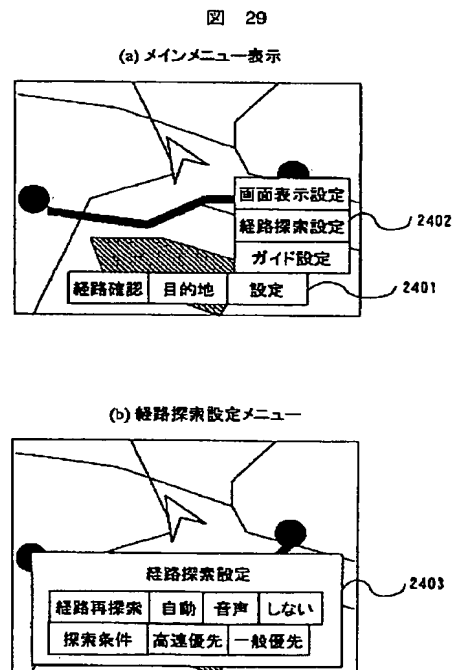 図 29
(a) メインメニュー表示
画面表示設定
経路探索設定
2402
ガイド設定
経路確認 目的地 設定
2401
(b) 経路探索設定メニュー
経路探索設定
2403
経路再探索 自動 音声 しない
探索条件 高速優先 一般優先